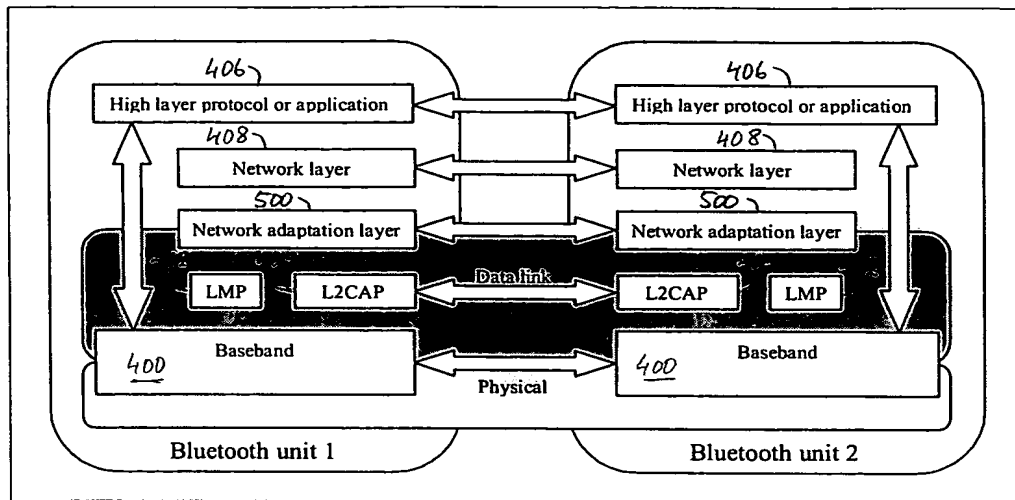 406 406
High layer protocol or application High layer protocol or application
408 408
Network layer Network layer
500 500
Network adaptation layer Network adaptation layer
Data link
LMP L2CAP L2CAP LMP
Baseband Baseband
400 400
Physical
Bluetooth unit 1 Bluetooth unit 2